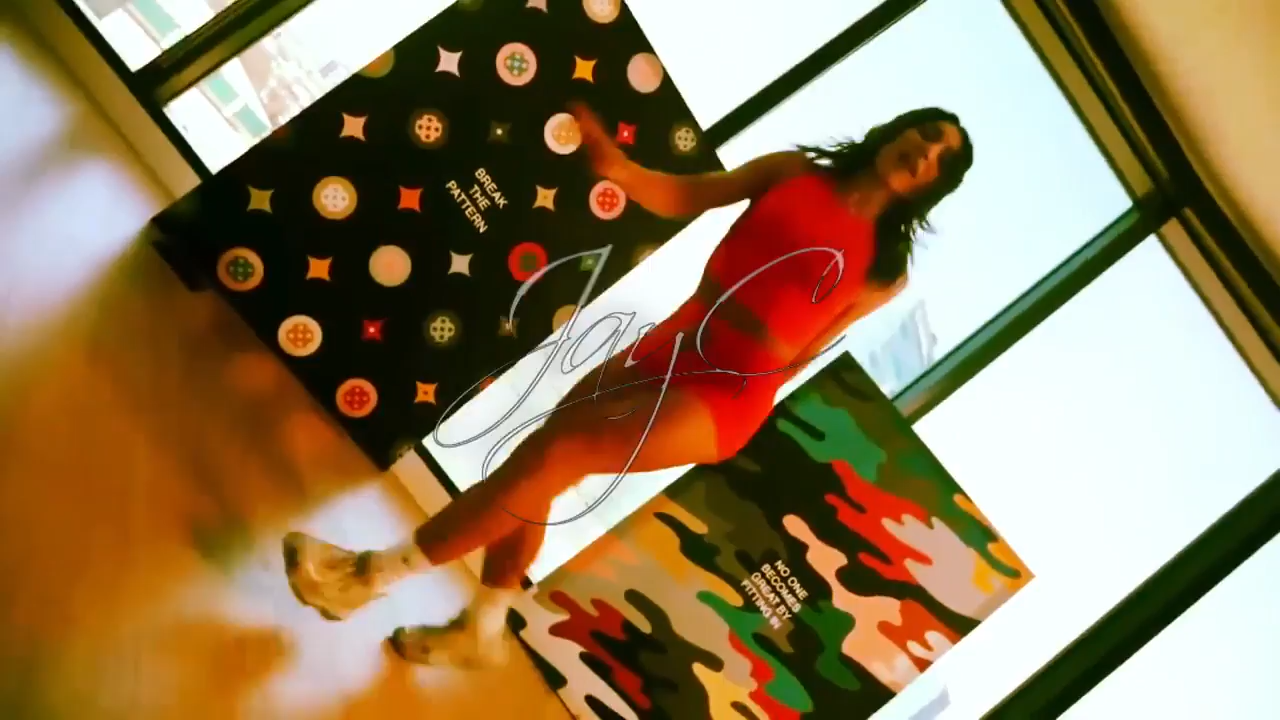 BREAK
THE
PATTERN
Jay C
NO ONE
BECOMES
GREAT BY
FITTING IN